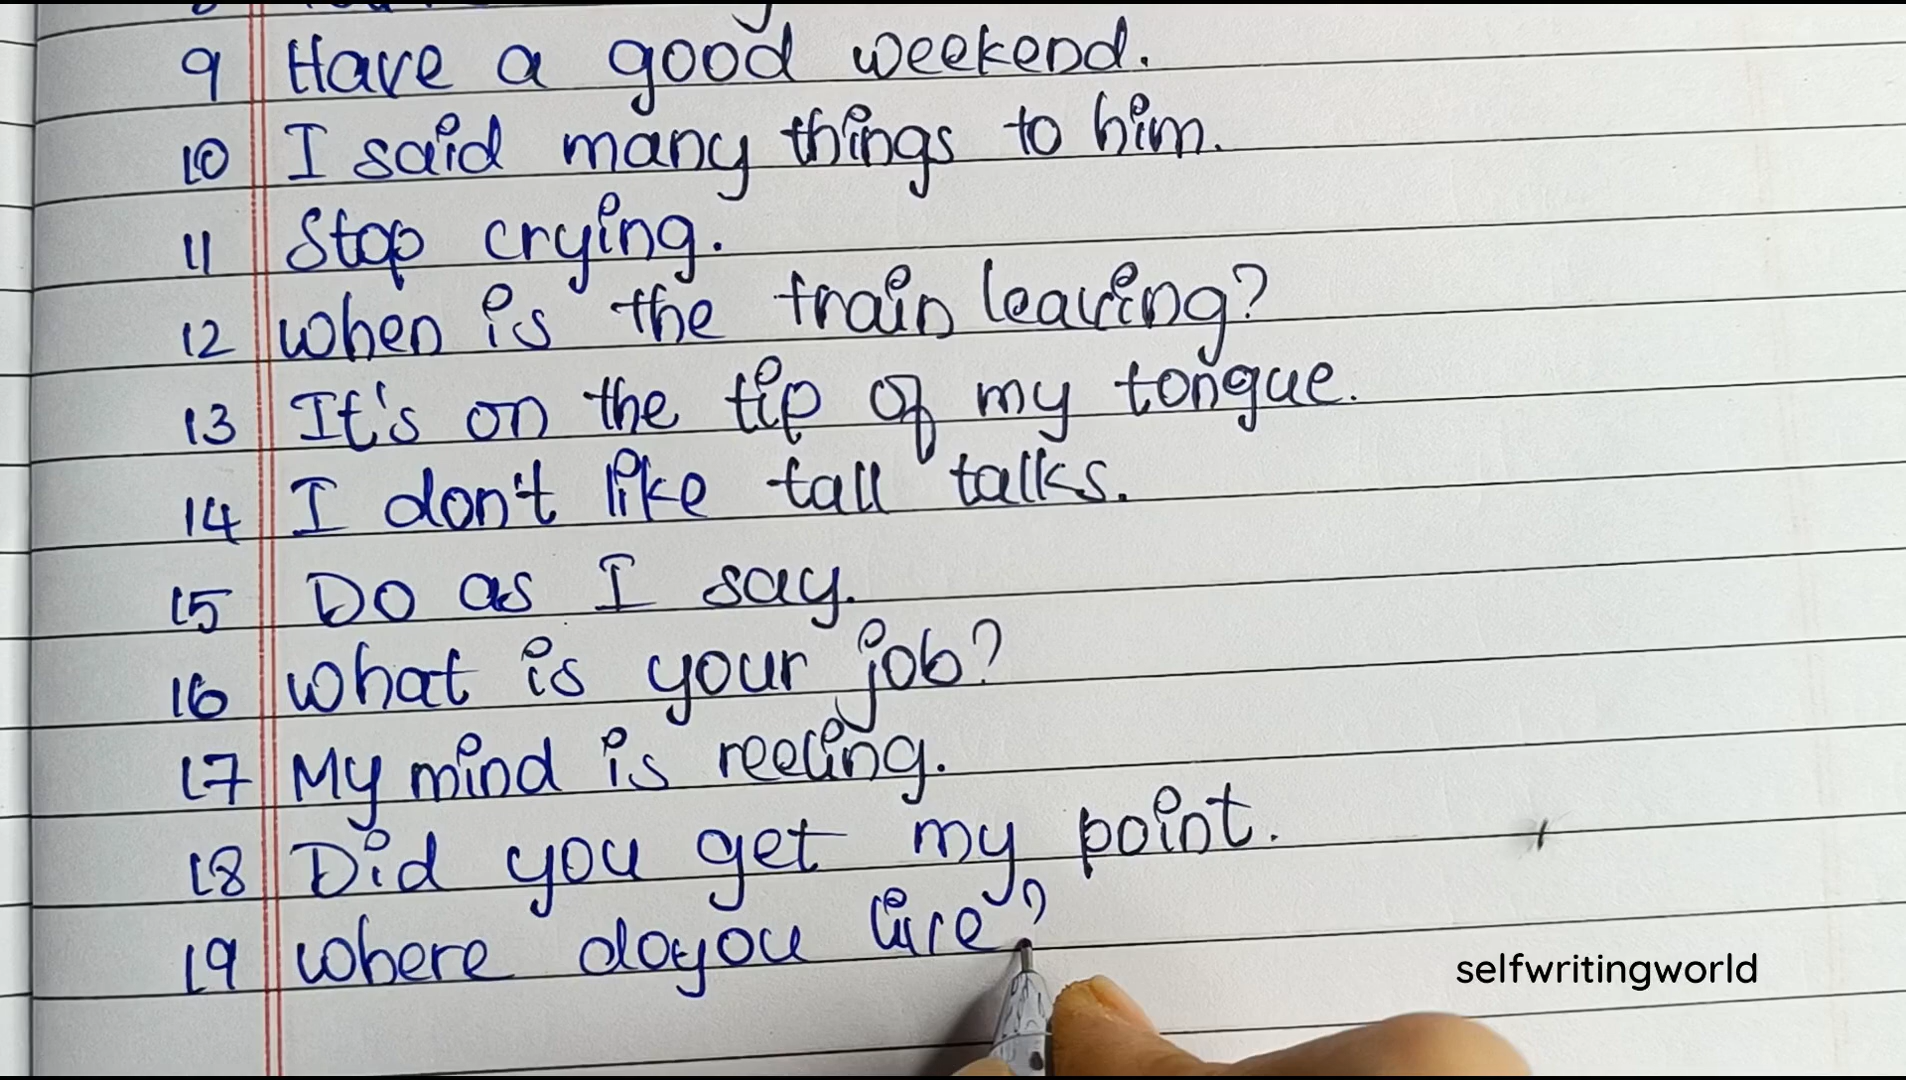 9 Have a good weekend.
10 I said many things to him.
11 Stop crying.
12 When is the train leaving?
13 It's on the tip of my tongue.
14 I don't like tall talks.
15 Do as I say.
16 What is your job?
17 My mind is reeling.
18 Did you get my point.
19 where do you live?
selfwritingworld